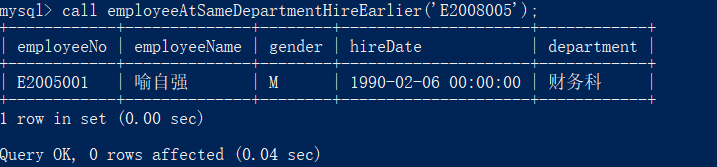 mysql> call employeeAtSameDepartmentHireEarlier('E2008005');
+------------+--------------+--------+---------------------+------------+
| employeeNo | employeeName | gender | hireDate            | department |
+------------+--------------+--------+---------------------+------------+
| E2005001   | 喻自强       | M      | 1990-02-06 00:00:00 | 财务科     |
+------------+--------------+--------+---------------------+------------+
1 row in set (0.00 sec)
Query OK, 0 rows affected (0.04 sec)